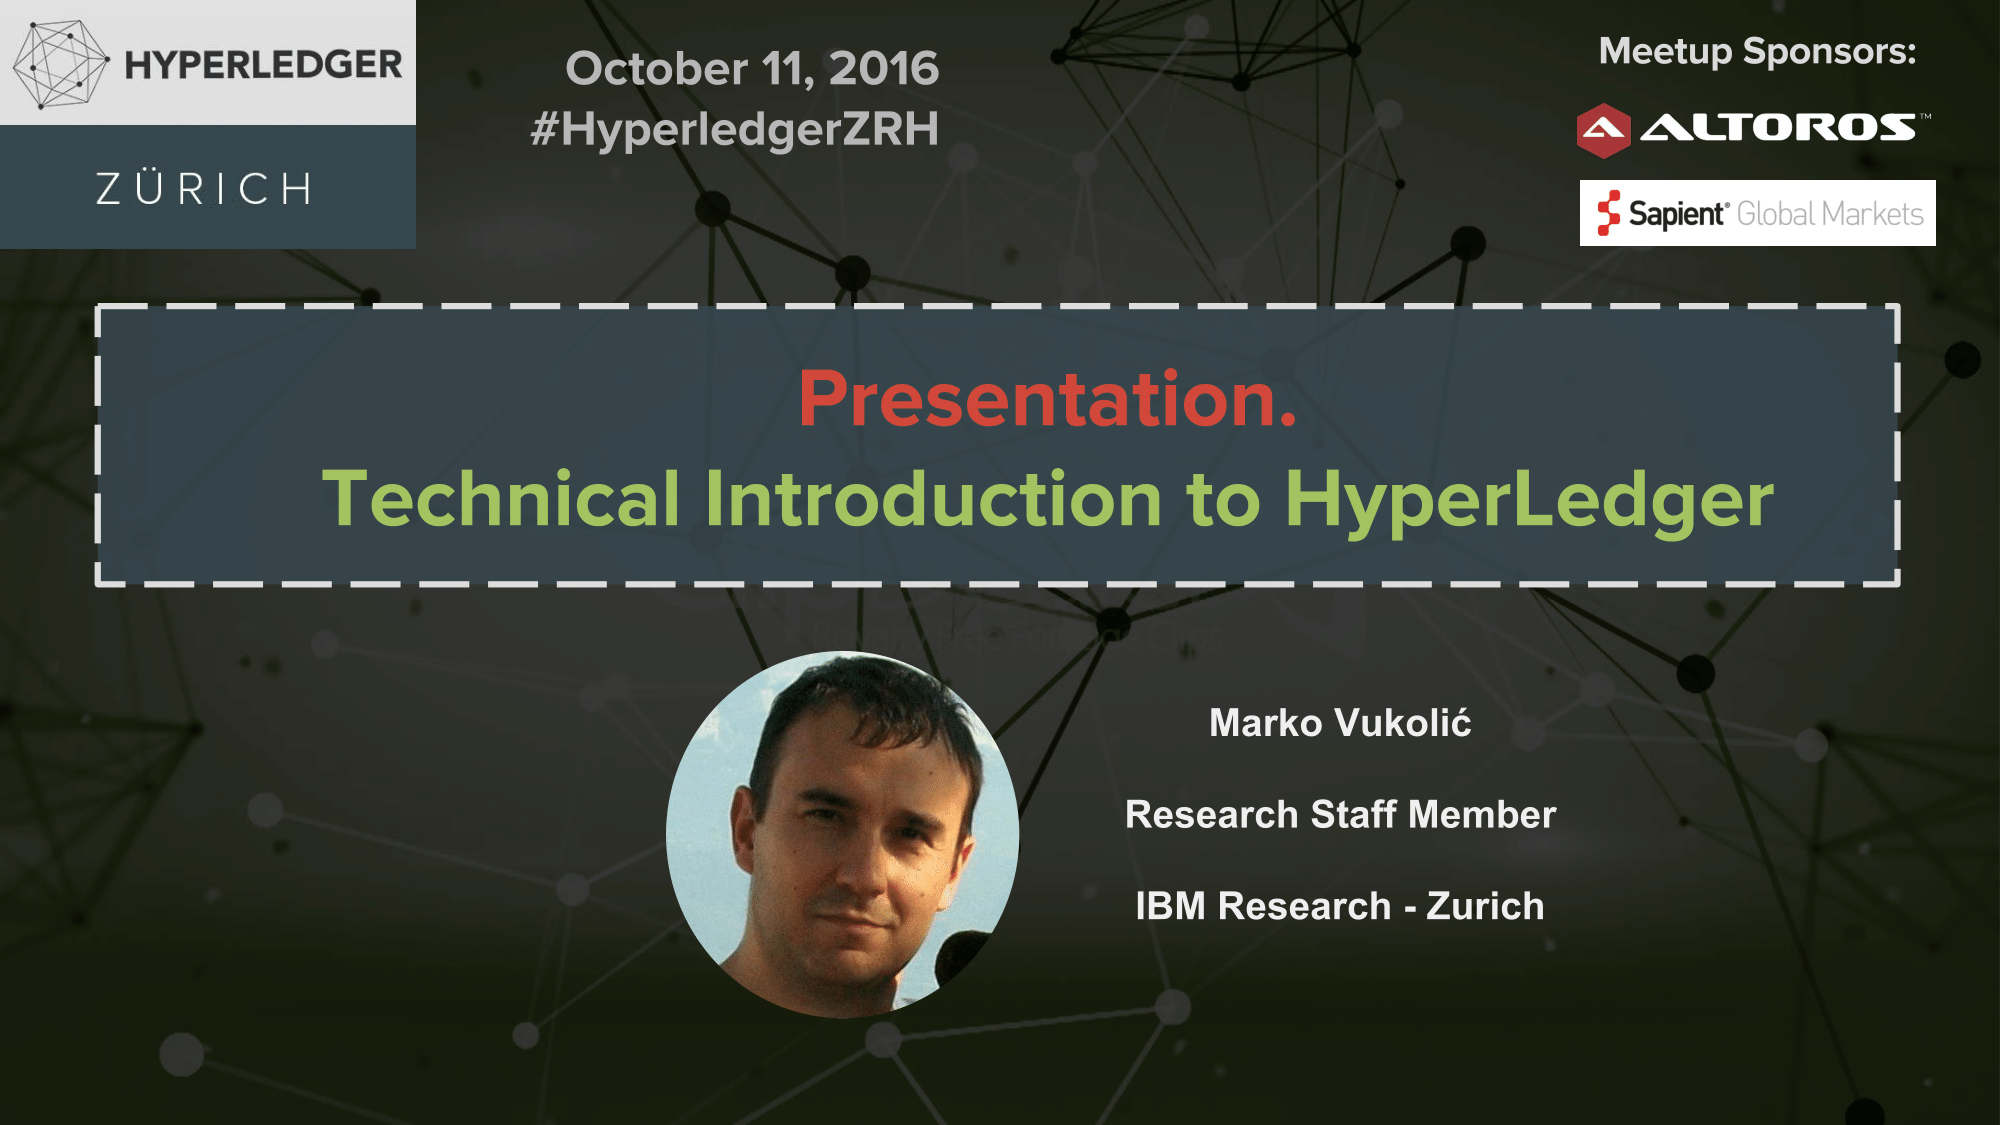 HYPERLEDGER
ZÜRICH
October 11, 2016
#HyperledgerZRH
Meetup Sponsors:
ALTOROS™
Sapient® Global Markets
Presentation.
Technical Introduction to HyperLedger
Marko Vukolić
Research Staff Member
IBM Research - Zurich